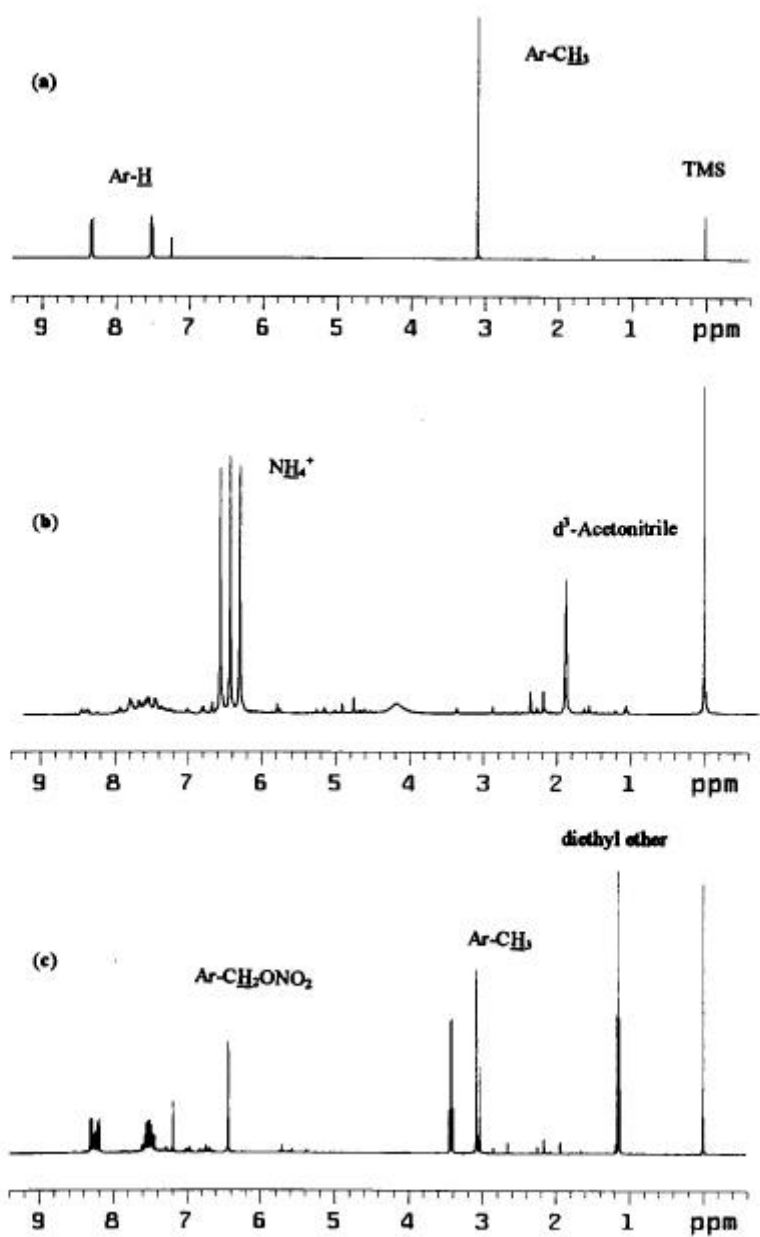 Ar-CH₃
(a)
Ar-H
TMS
9 8 7 6 5 4 3 2 1 ppm
NH₄⁺
(b)
d³-Acetonitrile
9 8 7 6 5 4 3 2 1 ppm
diethyl ether
Ar-CH₃
(c)
Ar-CH₂ONO₂
9 8 7 6 5 4 3 2 1 ppm